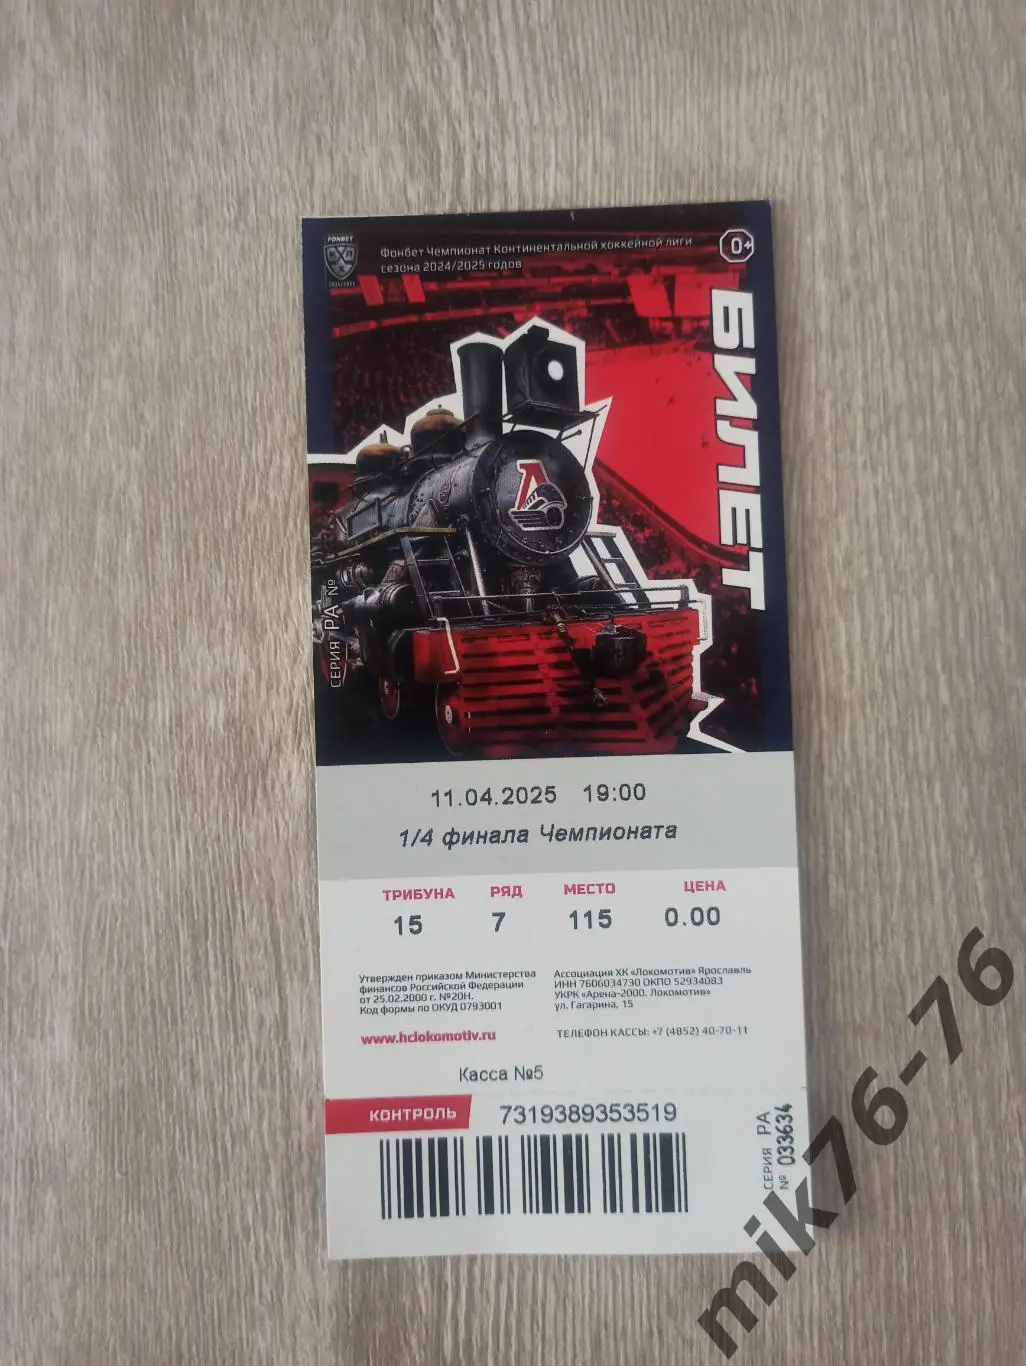 FONBET
КХЛ
2024/2025
Фонбет Чемпионат Континентальной хоккейной лиги
сезона 2024/2025 годов
0+
БИЛЕТ
СЕРИЯ РА №
11.04.2025 19:00
1/4 финала Чемпионата
ТРИБУНА РЯД МЕСТО ЦЕНА
15 7 115 0.00
Утвержден приказом Министерства
финансов Российской Федерации
от 25.02.2000 г. №20Н.
Код формы по ОКУД 0793001
www.hclokomotiv.ru
Ассоциация ХК «Локомотив» Ярославль
ИНН 7606034730 ОКПО 52934083
УКРК «Арена-2000. Локомотив»
ул. Гагарина, 15
ТЕЛЕФОН КАССЫ: +7 (4852) 40-70-11
Касса №5
КОНТРОЛЬ 7319389353519
СЕРИЯ РА
№ 033634
mik76-76